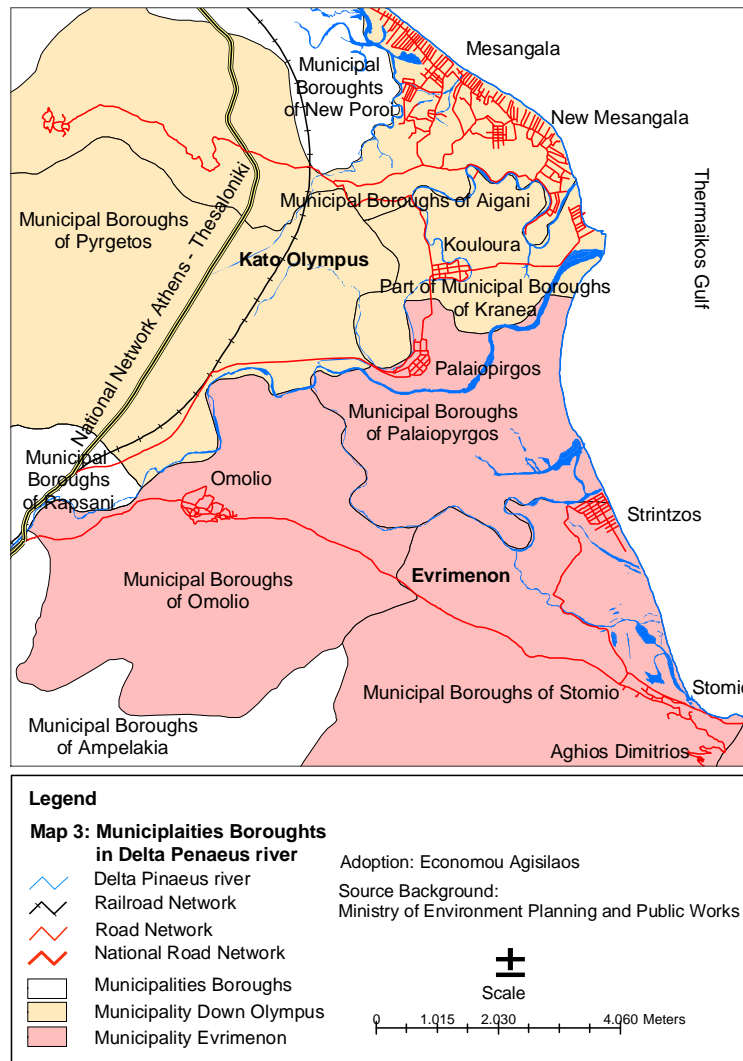 Mesangala
Municipal
Boroughts
of New Poroi
New Mesangala
Thermaikos Gulf
Municipal Boroughs of Aigani
Municipal Boroughs
of Pyrgetos
Kouloura
Kato Olympus
National Network Athens - Thessaloniki
Part of Municipal Boroughs
of Kranea
Palaiopirgos
Municipal Boroughs
of Palaiopyrgos
Municipal
Boroughs
of Rapsani
Omolio
Strintzos
Municipal Boroughs
of Omolio
Evrimenon
Municipal Boroughs of Stomio
Stomio
Municipal Boroughs
of Ampelakia
Aghios Dimitrios
Legend
Map 3: Municiplaities Boroughts
in Delta Penaeus river
Delta Pinaeus river
Railroad Network
Road Network
National Road Network
Municipalities Boroughs
Municipality Down Olympus
Municipality Evrimenon
Adoption: Economou Agisilaos
Source Background:
Ministry of Environment Planning and Public Works
±
Scale
0 1.015 2.030 4.060 Meters